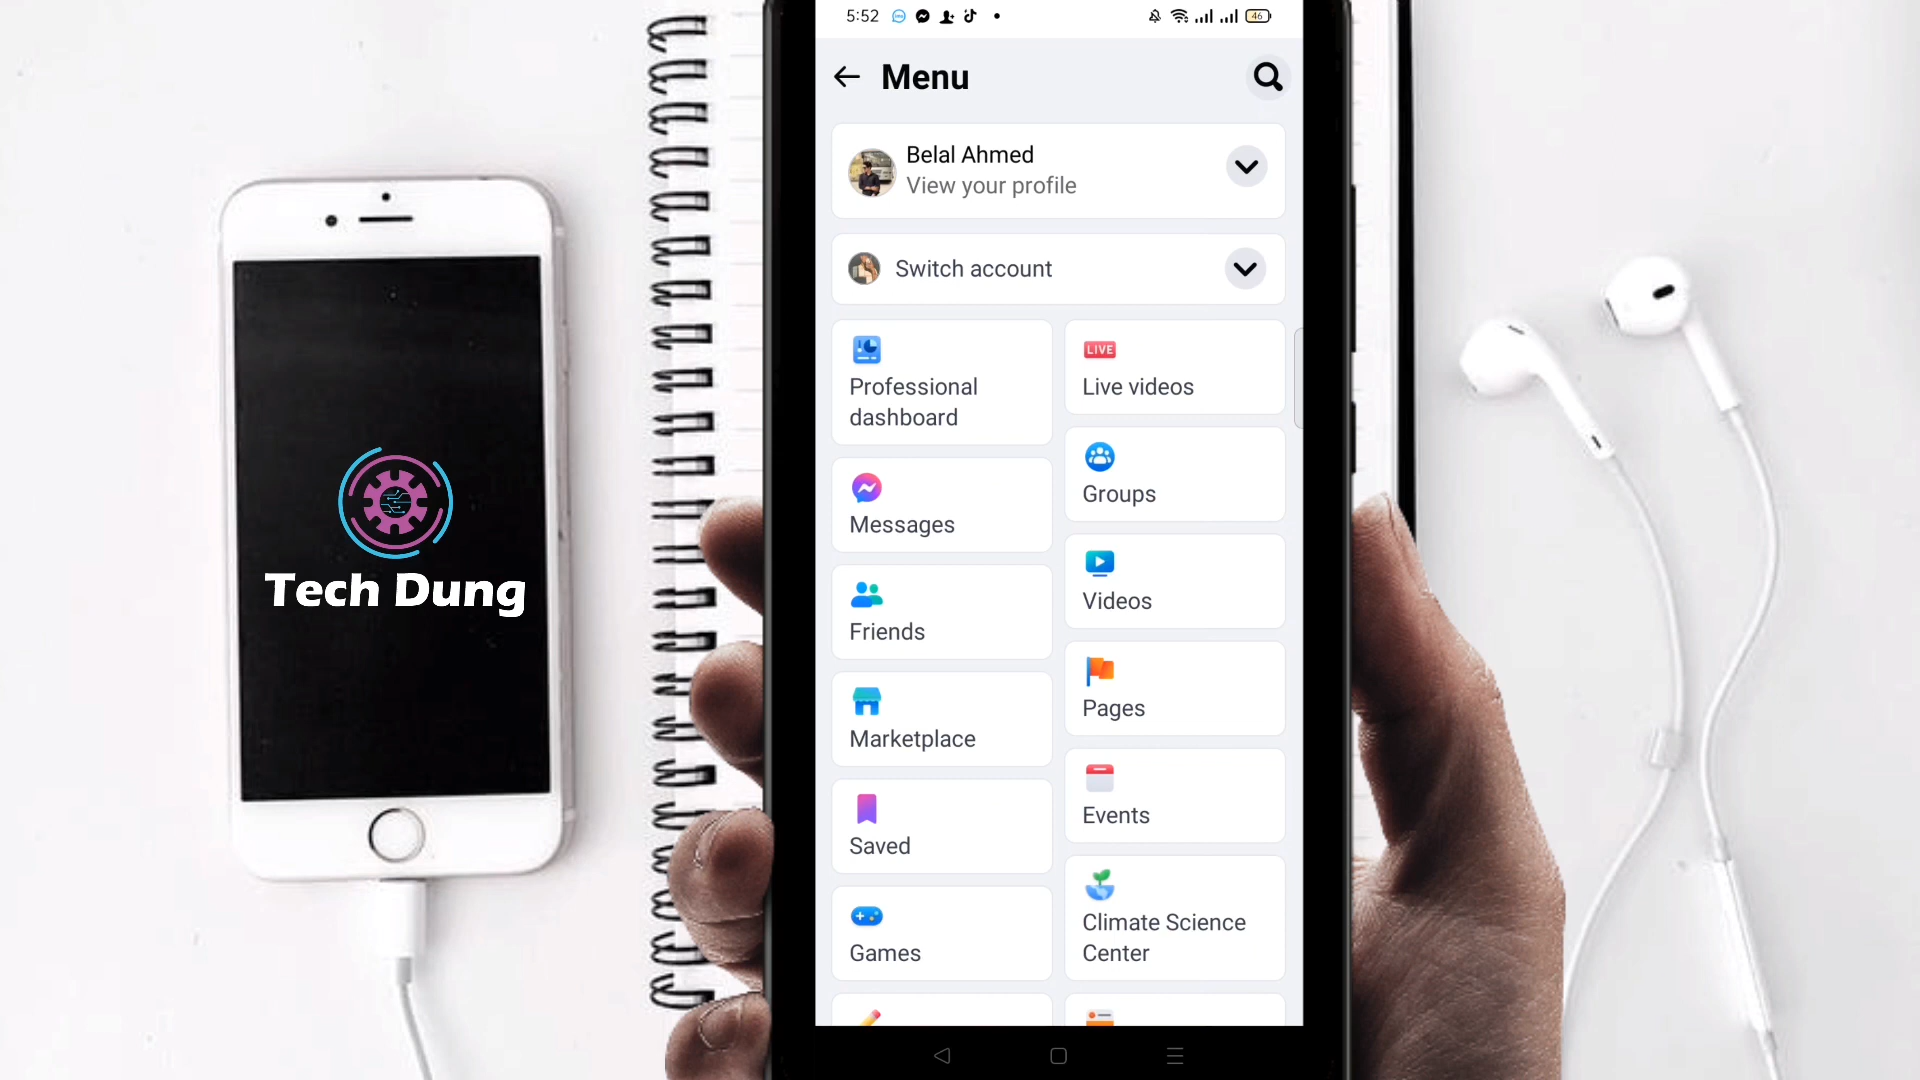 5:52
46
Menu
Belal Ahmed
View your profile
Switch account
Professional
dashboard
LIVE
Live videos
Messages
Groups
Friends
Videos
Marketplace
Pages
Saved
Events
Games
Climate Science
Center
Tech Dung